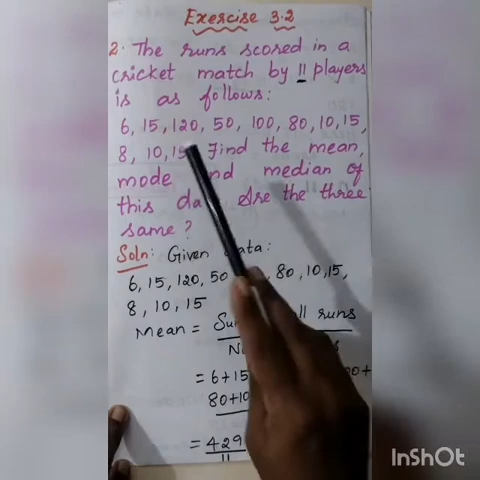 Exercise 3.2
2. The runs scored in a
cricket match by 11 players
is as follows:
6, 15, 120, 50, 100, 80, 10, 15,
8, 10, 15. Find the mean,
mode and median of
this da Are the three
same?
Soln: Given data:
6, 15, 120, 50 80, 10, 15,
8, 10, 15
Mean = all runs
= 6+15
80+10
= 429
11
InShOt